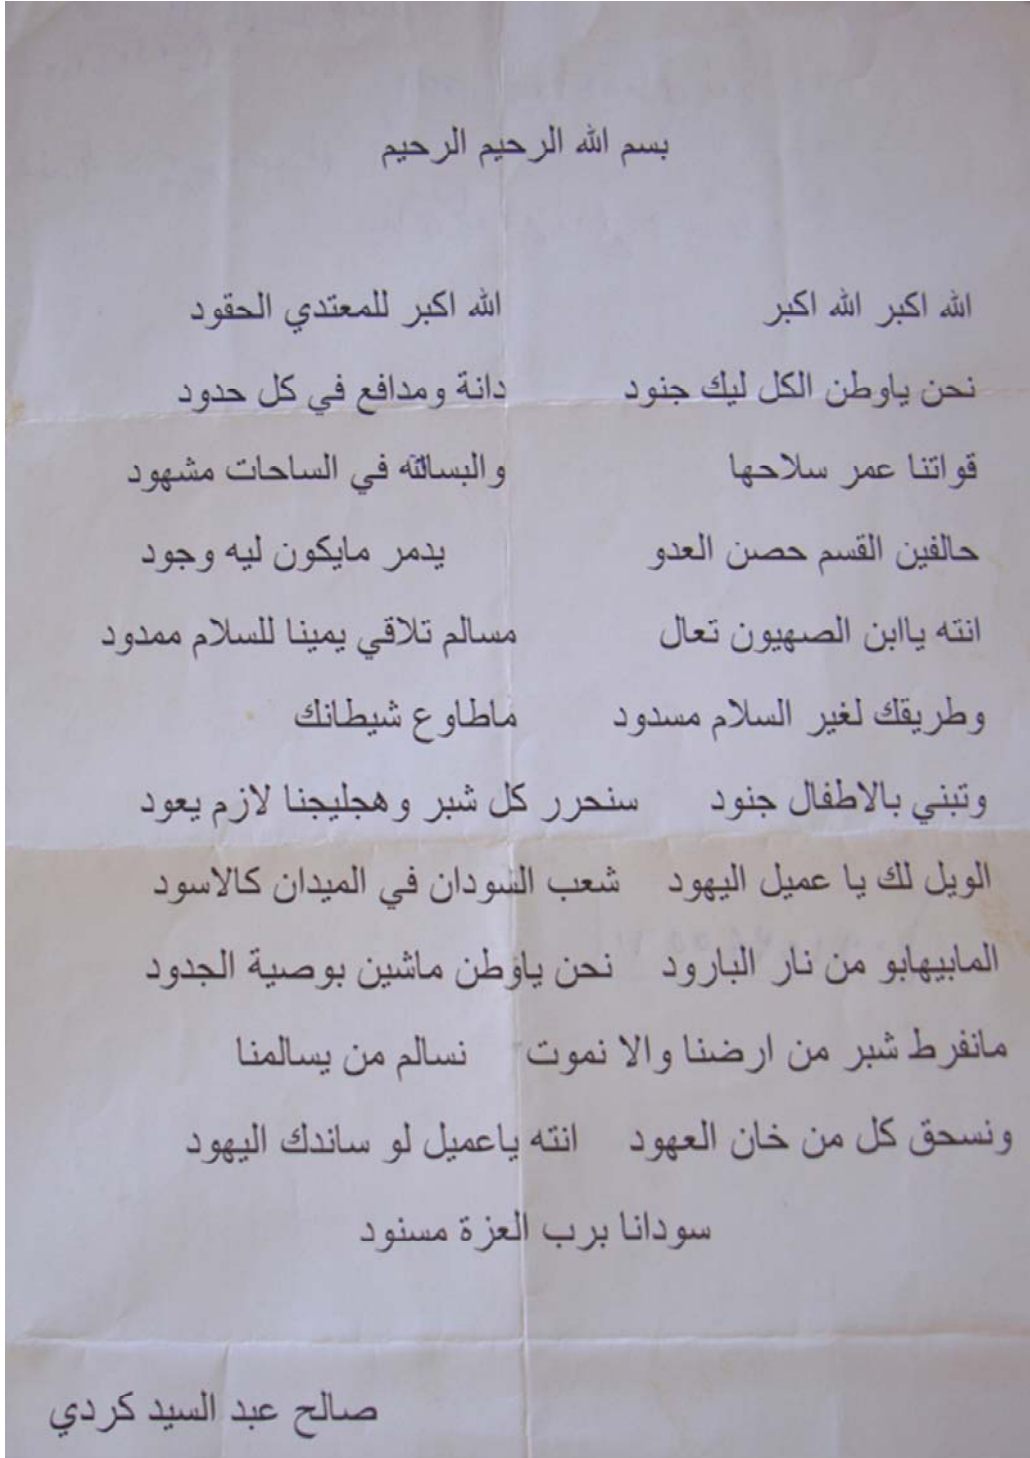 بسم الله الرحيم الرحيم
الله اكبر الله اكبر الله اكبر للمعتدي الحقود
نحن ياوطن الكل ليك جنود دانة ومدافع في كل حدود
قواتنا عمر سلاحها والبسالته في الساحات مشهود
حالفين القسم حصن العدو يدمر مايكون ليه وجود
انته ياابن الصهيون تعال مسالم تلاقي يمينا للسلام ممدود
وطريقك لغير السلام مسدود ماطاوع شيطانك
وتبني بالاطفال جنود سنحرر كل شبر وهجليجنا لازم يعود
الويل لك يا عميل اليهود شعب السودان في الميدان كالاسود
المابيهابو من نار البارود نحن ياوطن ماشين بوصية الجدود
مانفرط شبر من ارضنا والا نموت نسالم من يسالمنا
ونسحق كل من خان العهود انته ياعميل لو ساندك اليهود
سودانا برب العزة مسنود
صالح عبد السيد كردي